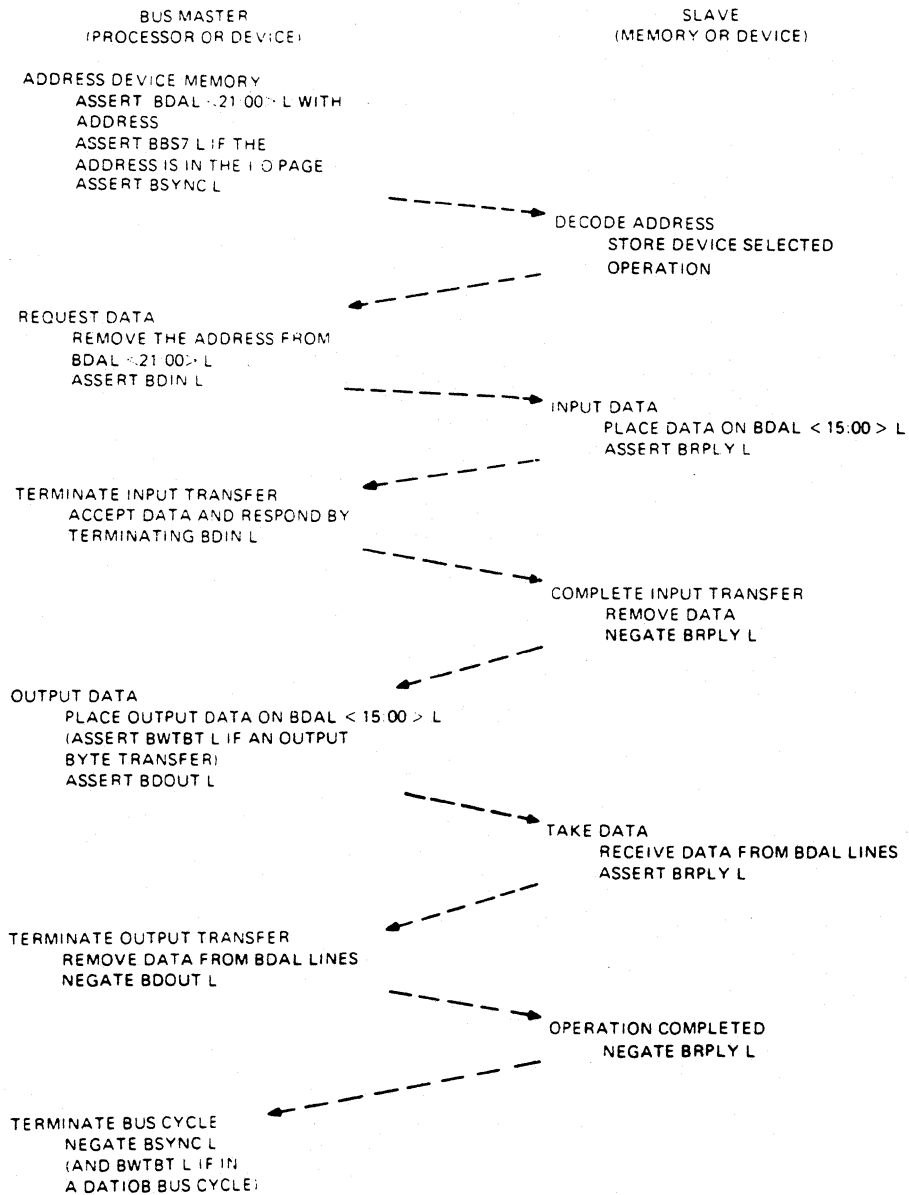 BUS MASTER
(PROCESSOR OR DEVICE)
SLAVE
(MEMORY OR DEVICE)
ADDRESS DEVICE MEMORY
ASSERT BDAL <21:00> L WITH
ADDRESS
ASSERT BBS7 L IF THE
ADDRESS IS IN THE I/O PAGE
ASSERT BSYNC L
DECODE ADDRESS
STORE DEVICE SELECTED
OPERATION
REQUEST DATA
REMOVE THE ADDRESS FROM
BDAL <21:00> L
ASSERT BDIN L
INPUT DATA
PLACE DATA ON BDAL < 15:00 > L
ASSERT BRPLY L
TERMINATE INPUT TRANSFER
ACCEPT DATA AND RESPOND BY
TERMINATING BDIN L
COMPLETE INPUT TRANSFER
REMOVE DATA
NEGATE BRPLY L
OUTPUT DATA
PLACE OUTPUT DATA ON BDAL < 15:00 > L
(ASSERT BWTBT L IF AN OUTPUT
BYTE TRANSFER)
ASSERT BDOUT L
TAKE DATA
RECEIVE DATA FROM BDAL LINES
ASSERT BRPLY L
TERMINATE OUTPUT TRANSFER
REMOVE DATA FROM BDAL LINES
NEGATE BDOUT L
OPERATION COMPLETED
NEGATE BRPLY L
TERMINATE BUS CYCLE
NEGATE BSYNC L
(AND BWTBT L IF IN
A DATIOB BUS CYCLE)